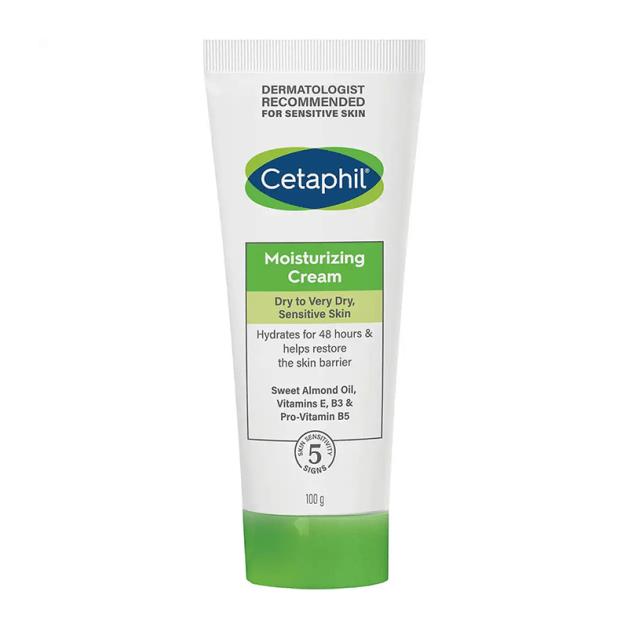 DERMATOLOGIST
RECOMMENDED
FOR SENSITIVE SKIN
Cetaphil®
Moisturizing
Cream
Dry to Very Dry,
Sensitive Skin
Hydrates for 48 hours &
helps restore
the skin barrier
Sweet Almond Oil,
Vitamins E, B3 &
Pro-Vitamin B5
SKIN SENSITIVITY
5
SIGNS
100 g